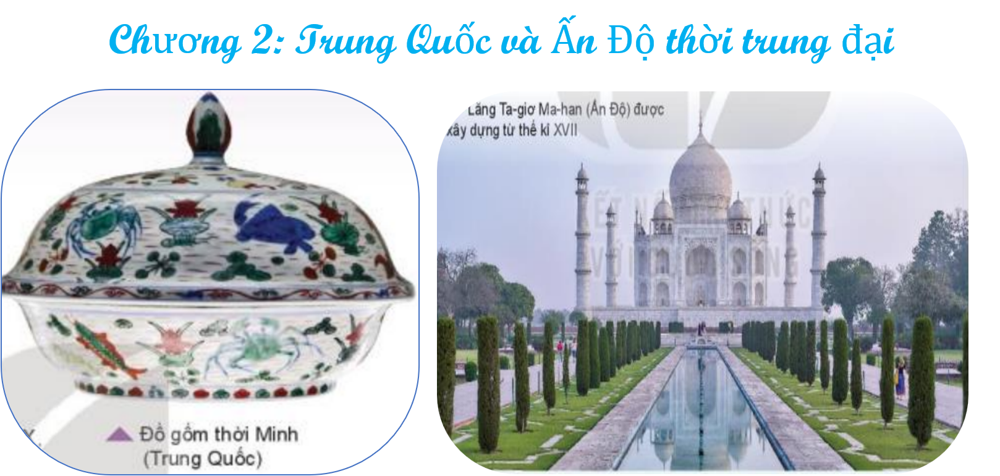 Chương 2: Trung Quốc và Ấn Độ thời trung đại
Lăng Ta-giơ Ma-han (Ấn Độ) được
xây dựng từ thế kỉ XVII
Đồ gốm thời Minh
(Trung Quốc)